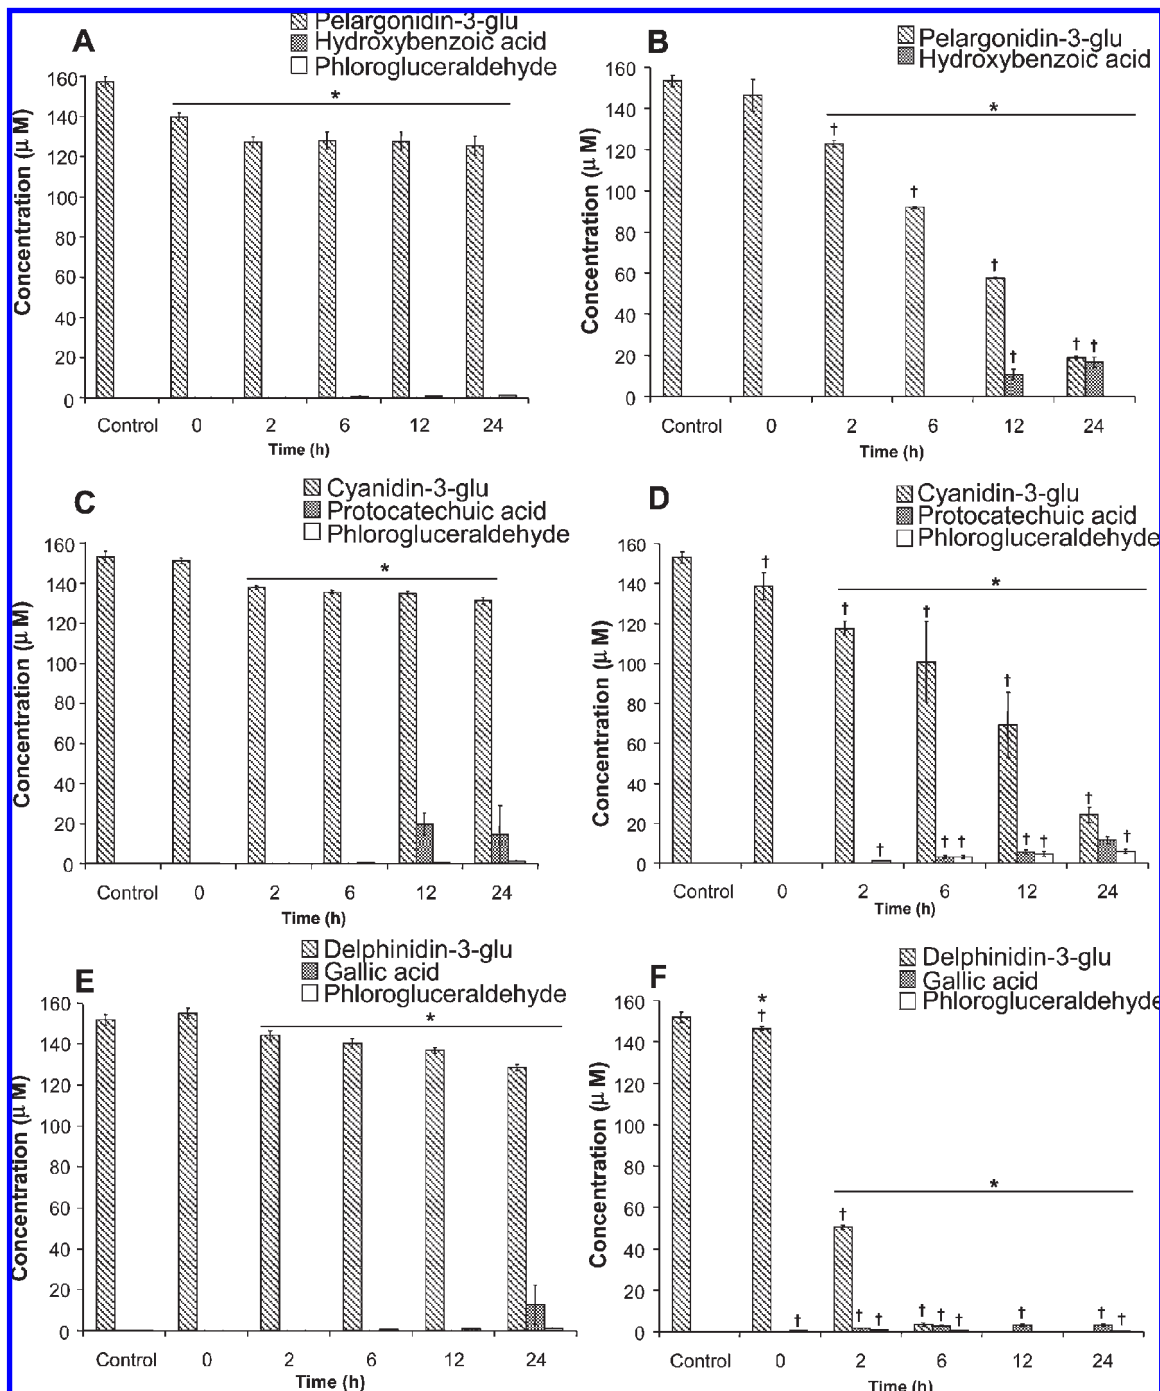 A
Pelargonidin-3-glu
Hydroxybenzoic acid
Phlorogluceraldehyde
Concentration (μ M)
160
140
120
100
80
60
40
20
0
*
Control 0 2 6 12 24
Time (h)
B
Pelargonidin-3-glu
Hydroxybenzoic acid
Concentration (μ M)
160
140
120
100
80
60
40
20
0
*
† † † † † †
Control 0 2 6 12 24
Time (h)
C
Cyanidin-3-glu
Protocatechuic acid
Phlorogluceraldehyde
Concentration (μ M)
160
140
120
100
80
60
40
20
0
*
Control 0 2 6 12 24
Time (h)
D
Cyanidin-3-glu
Protocatechuic acid
Phlorogluceraldehyde
Concentration (μ M)
160
140
120
100
80
60
40
20
0
*
† † † † † † † † † † †
Control 0 2 6 12 24
Time (h)
E
Delphinidin-3-glu
Gallic acid
Phlorogluceraldehyde
Concentration (μ M)
160
140
120
100
80
60
40
20
0
*
Control 0 2 6 12 24
Time (h)
F
Delphinidin-3-glu
Gallic acid
Phlorogluceraldehyde
Concentration (μ M)
160
140
120
100
80
60
40
20
0
*
*
† † † † † † † † † † †
Control 0 2 6 12 24
Time (h)